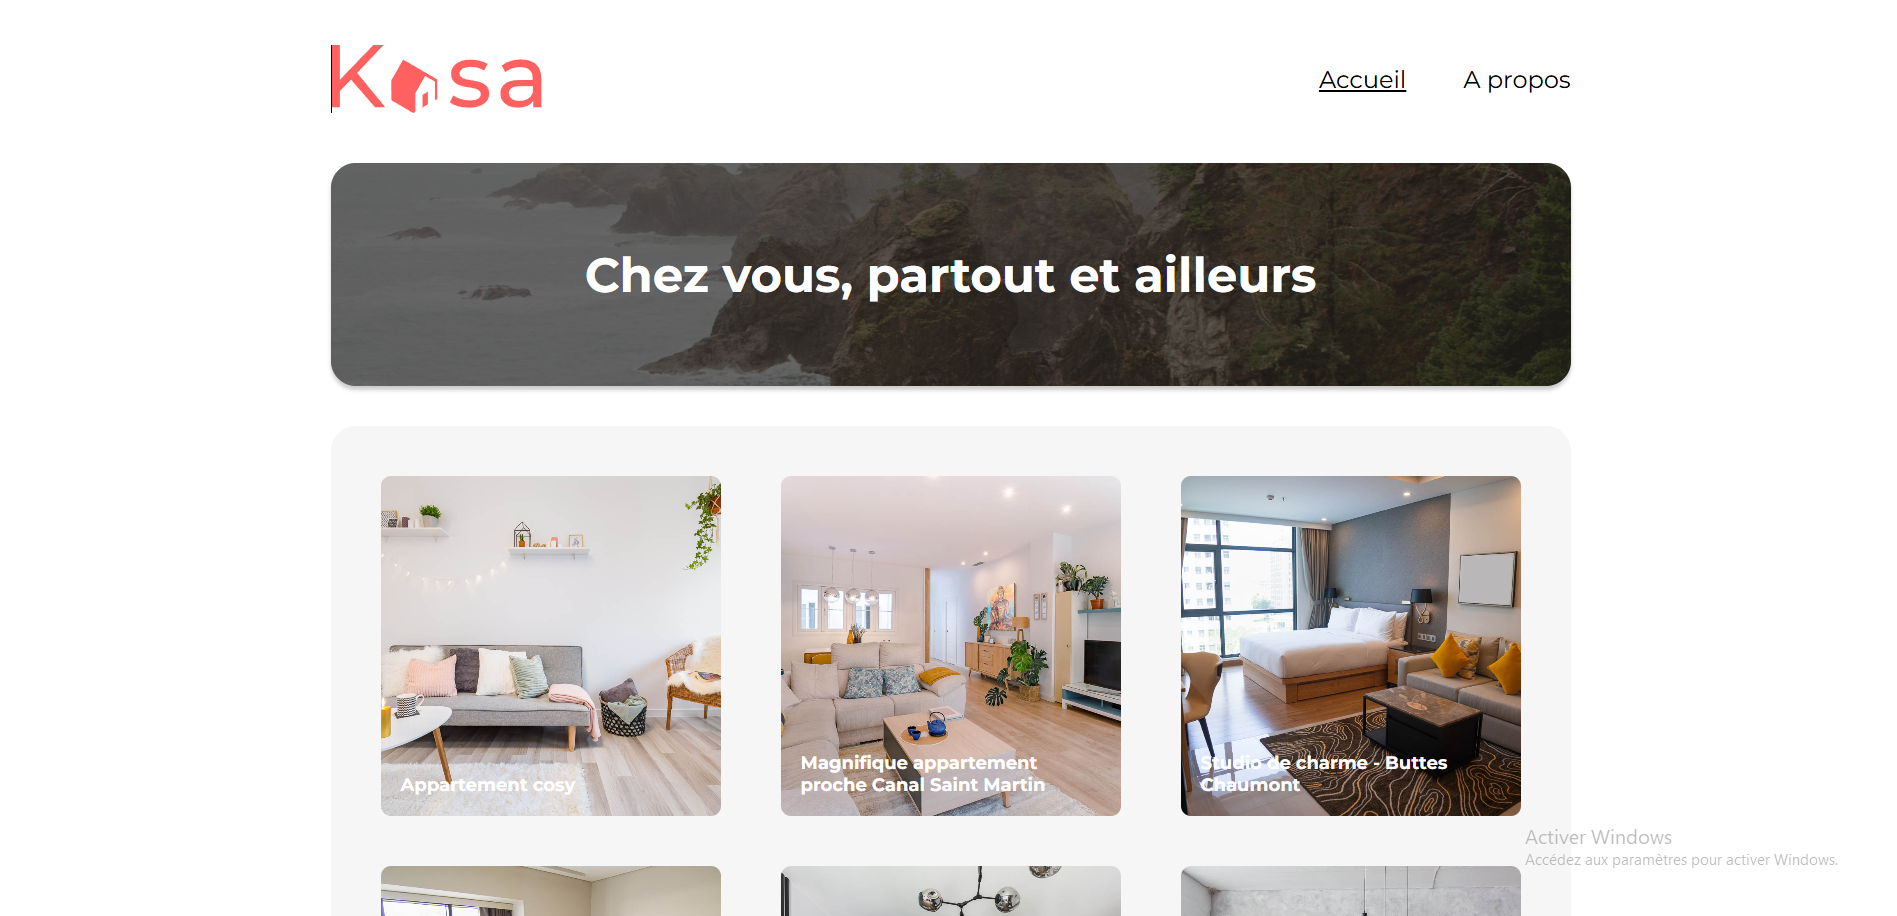 Kasa
Accueil
A propos
Chez vous, partout et ailleurs
Appartement cosy
Magnifique appartement
proche Canal Saint Martin
Studio de charme - Buttes
Chaumont
Activer Windows
Accédez aux paramètres pour activer Windows.